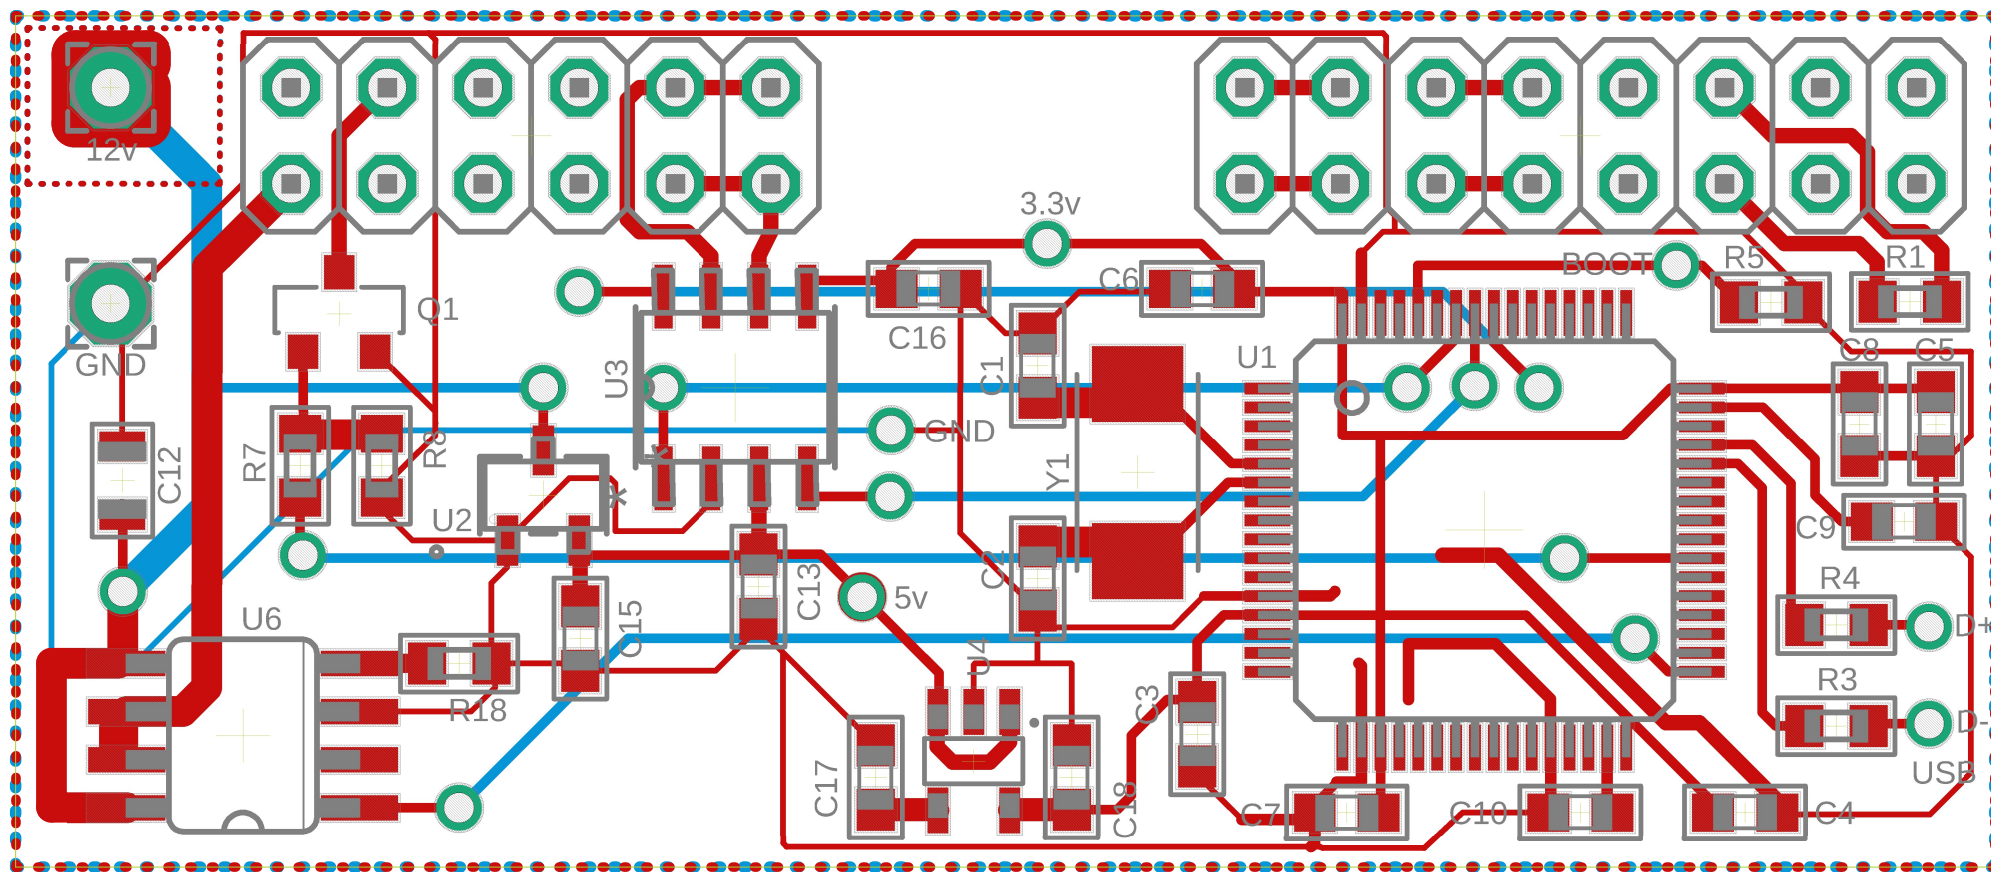 12v
3.3v
BOOT
R5
R1
C6
Q1
C16
GND
U3
C1
U1
C8
C5
GND
R7
R8
C12
Y1
U2
*
C9
C2
C13
5v
R4
D+
U6
C15
U4
R3
R18
C3
D-
USB
C17
C18
C7
C10
C4